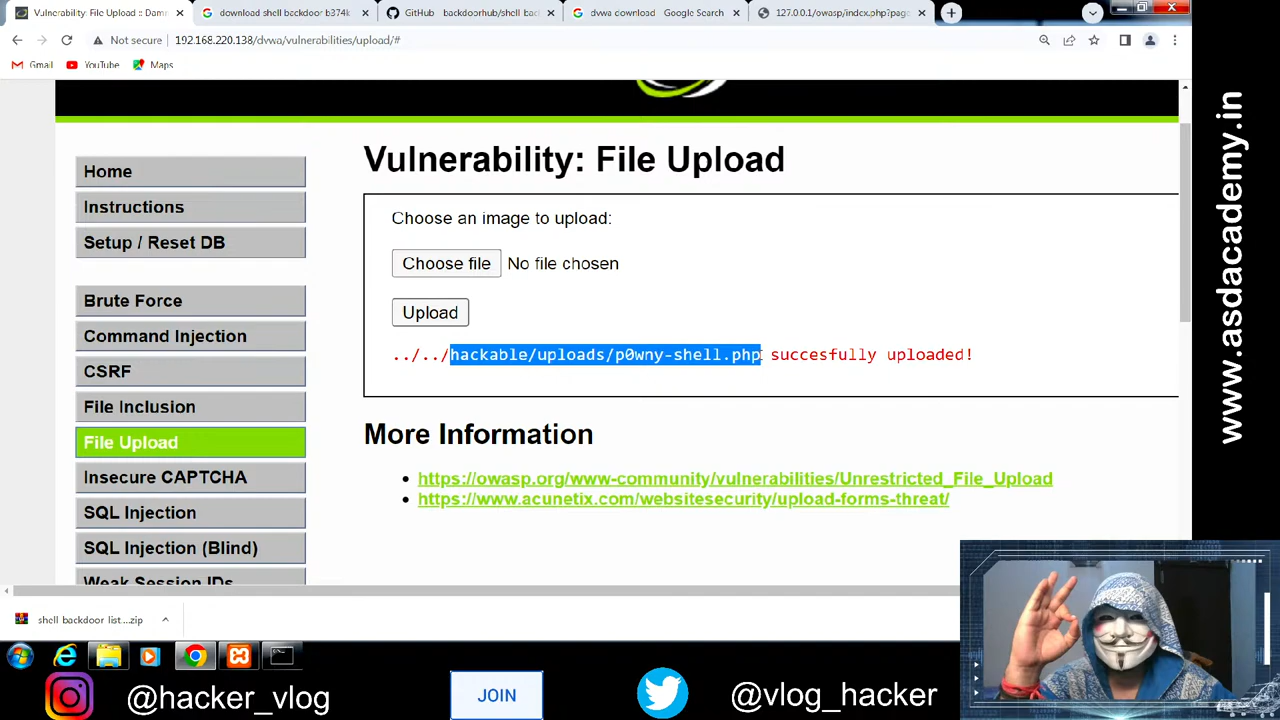 Vulnerability: File Upload :: Damn
download shell backdoor b374k
GitHub - backdoorhub/shell-bac
dvwa download - Google Search
127.0.0.1/owasp/index.php?page
Not secure
192.168.220.138/dvwa/vulnerabilities/upload/#
Gmail
YouTube
Maps
Home
Instructions
Setup / Reset DB
Brute Force
Command Injection
CSRF
File Inclusion
File Upload
Insecure CAPTCHA
SQL Injection
SQL Injection (Blind)
Weak Session IDs
Vulnerability: File Upload
Choose an image to upload:
Choose file No file chosen
Upload
../../hackable/uploads/p0wny-shell.php succesfully uploaded!
More Information
https://owasp.org/www-community/vulnerabilities/Unrestricted_File_Upload
https://www.acunetix.com/websitesecurity/upload-forms-threat/
shell backdoor list....zip
www.asdacademy.in
@hacker_vlog
JOIN
@vlog_hacker